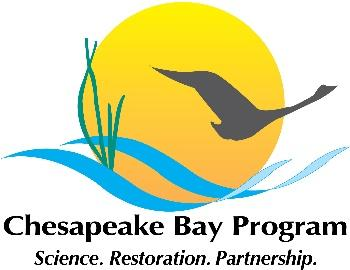 Chesapeake Bay Program
Science. Restoration. Partnership.